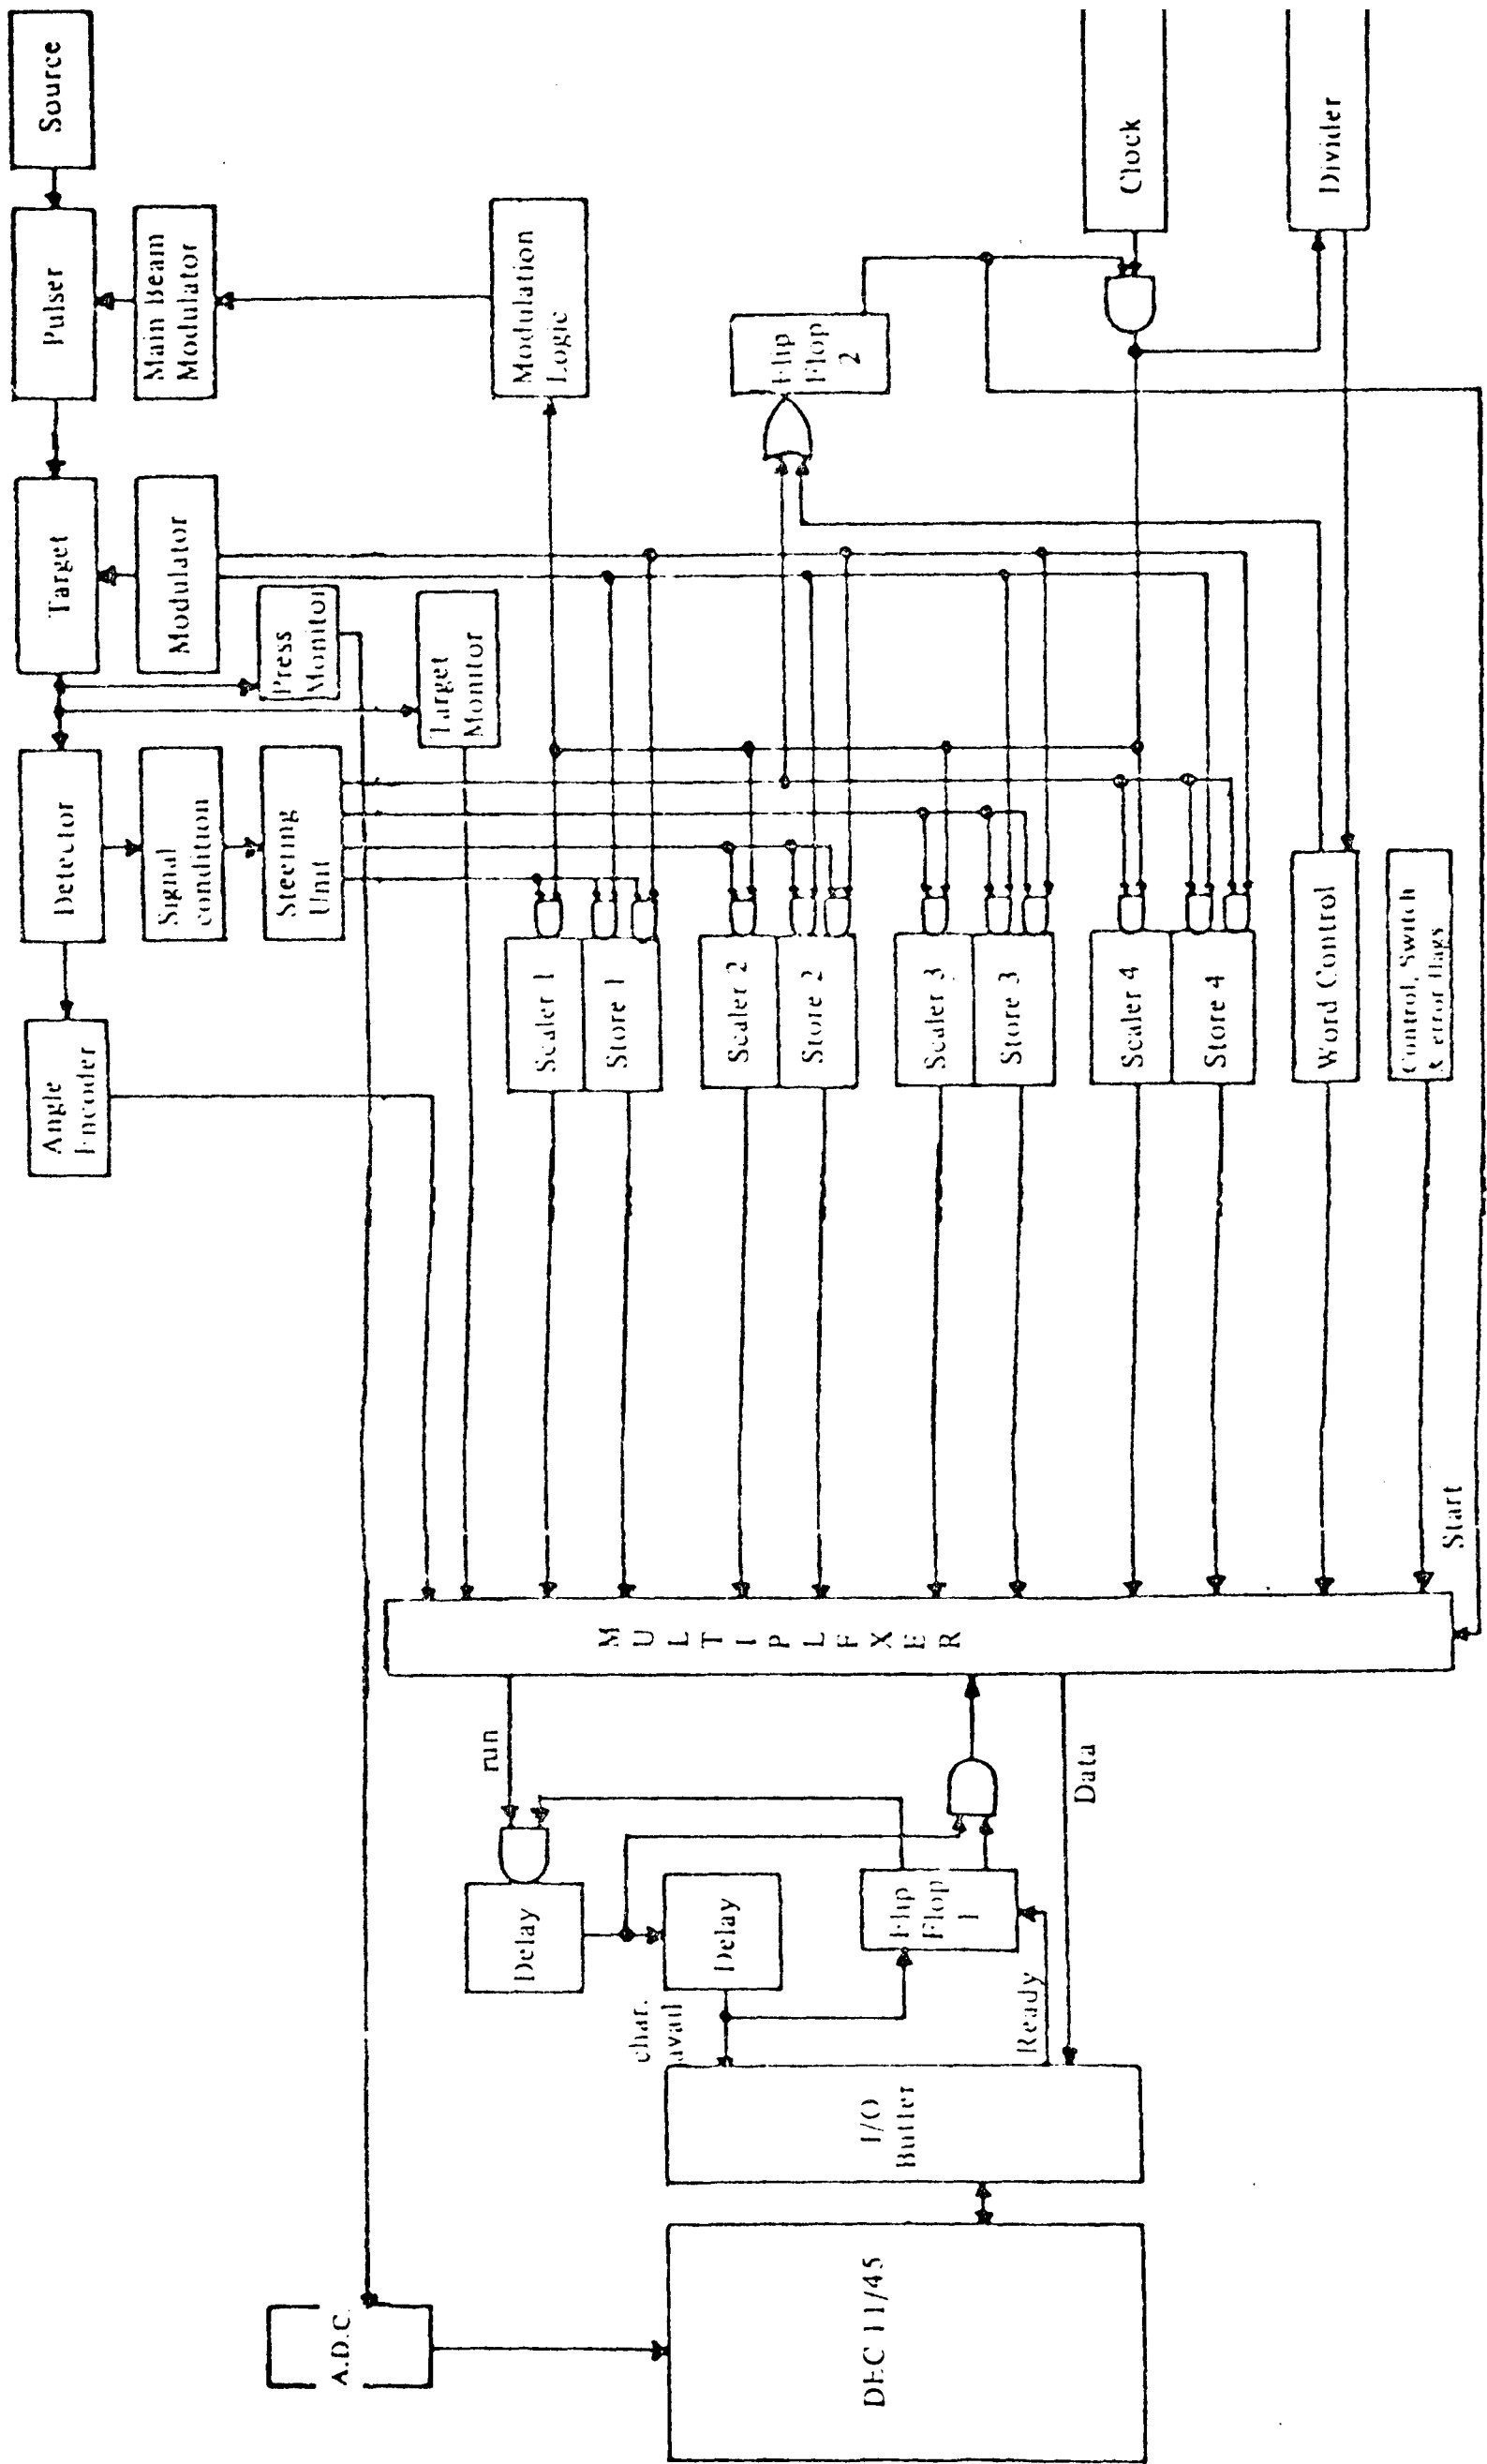 Source
Pulser
Main Beam
Modulator
Target
Modulator
Press
Monitor
Target
Monitor
Detector
Signal
condition
Steering
Unit
Angle
Encoder
Modulation
Logic
Flip
Flop
2
Clock
Divider
Scaler 1
Store 1
Scaler 2
Store 2
Scaler 3
Store 3
Scaler 4
Store 4
Word Control
Control, Switch
& error flags
Start
MULTIPLEXER
run
Data
Delay
Delay
Flip
Flop
1
char.
avail
Ready
I/O
Buffer
A.D.C.
DEC 11/45